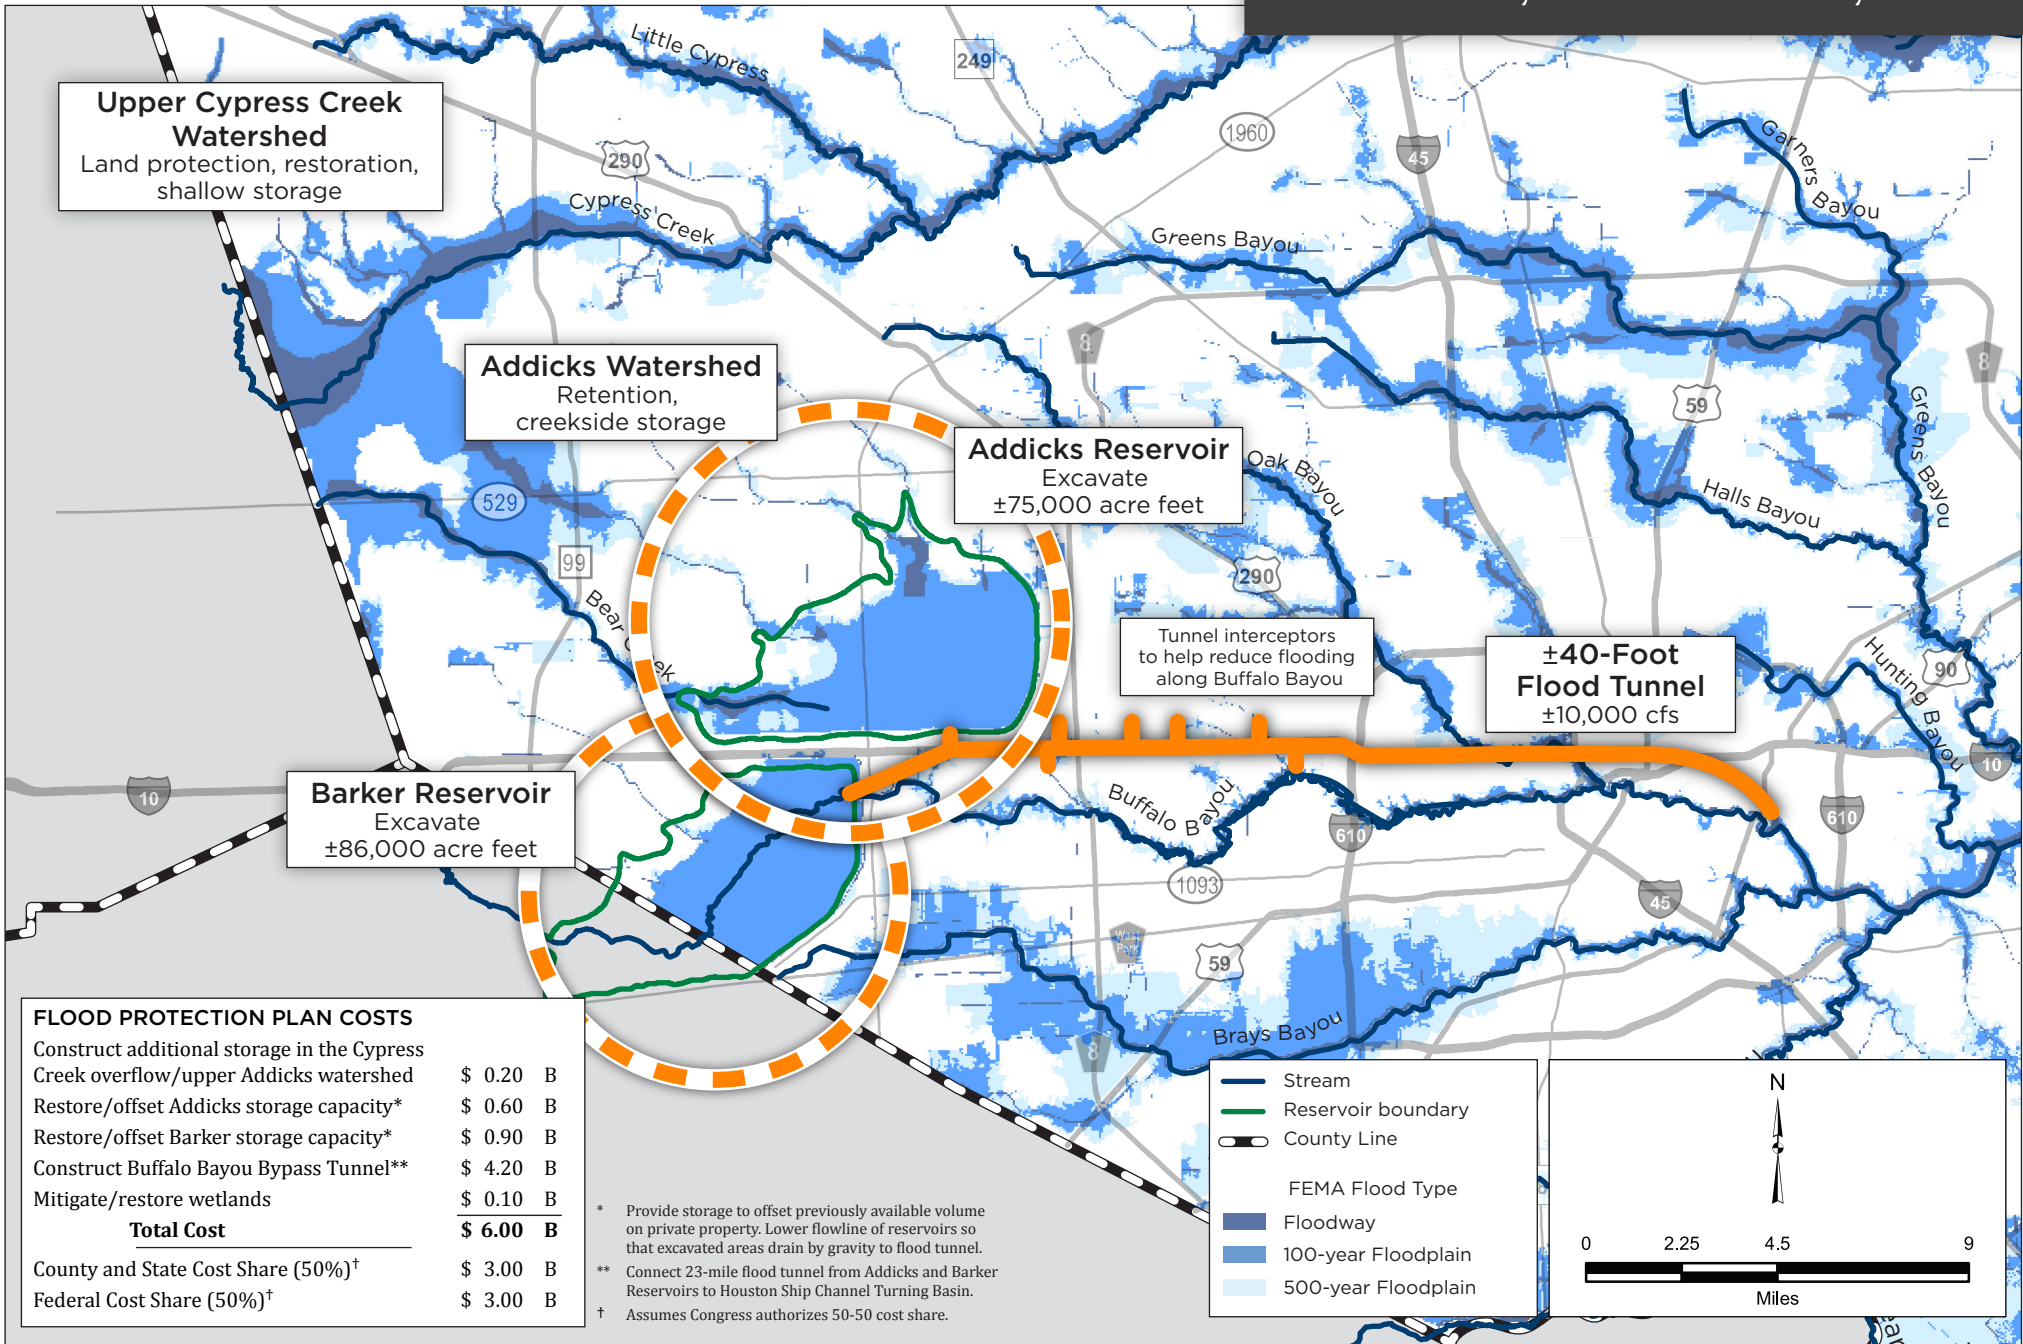 Little Cypress
249
Upper Cypress Creek
Watershed
Land protection, restoration,
shallow storage
290
1960
45
Garners
Bayou
Cypress Creek
Greens Bayou
8
8
Addicks Watershed
Retention,
creekside storage
59
Greens Bayou
Addicks Reservoir
Excavate
±75,000 acre feet
Oak Bayou
529
Halls Bayou
99
290
Bear
ek
Tunnel interceptors
to help reduce flooding
along Buffalo Bayou
±40-Foot
Flood Tunnel
±10,000 cfs
Hunting Bayou
90
10
10
Barker Reservoir
Excavate
±86,000 acre feet
Buffalo Bayou
610
610
1093
45
West
Park
59
8
Brays Bayou
FLOOD PROTECTION PLAN COSTS
Construct additional storage in the Cypress
Creek overflow/upper Addicks watershed $ 0.20 B
Restore/offset Addicks storage capacity* $ 0.60 B
Restore/offset Barker storage capacity* $ 0.90 B
Construct Buffalo Bayou Bypass Tunnel** $ 4.20 B
Mitigate/restore wetlands $ 0.10 B
Total Cost $ 6.00 B
County and State Cost Share (50%)† $ 3.00 B
Federal Cost Share (50%)† $ 3.00 B
* Provide storage to offset previously available volume
on private property. Lower flowline of reservoirs so
that excavated areas drain by gravity to flood tunnel.
** Connect 23-mile flood tunnel from Addicks and Barker
Reservoirs to Houston Ship Channel Turning Basin.
† Assumes Congress authorizes 50-50 cost share.
Stream
Reservoir boundary
County Line
FEMA Flood Type
Floodway
100-year Floodplain
500-year Floodplain
N
0 2.25 4.5 9
Miles